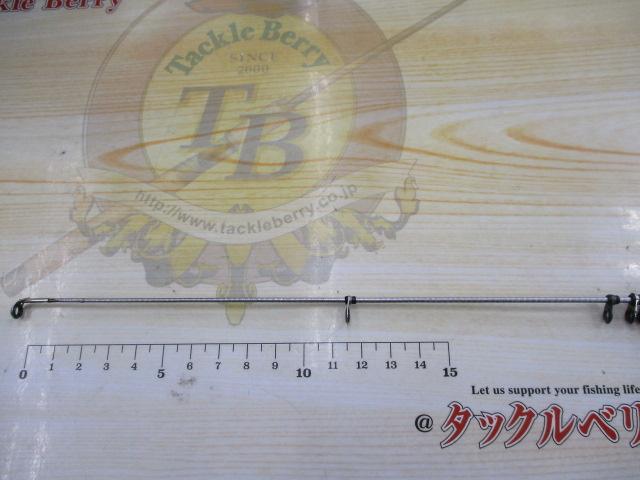 Tackle Berry
Tackle Berry
SINCE
2000
TB
http://www.tackleberry.co.jp
0 1 2 3 4 5 6 7 8 9 10 11 12 13 14 15
Let us support your fishing life
@タックルベリ